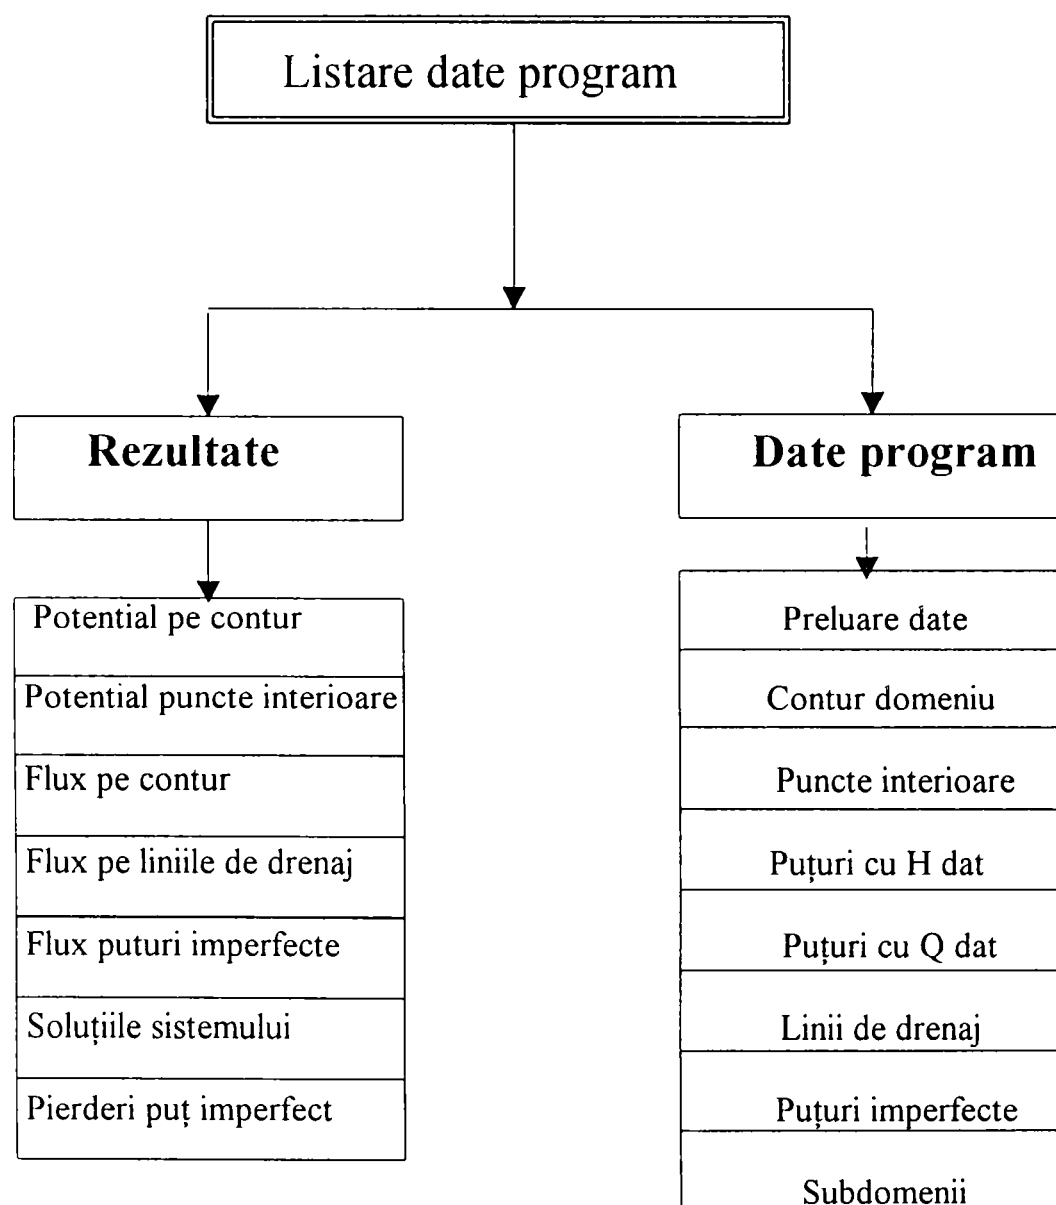 Listare date program
Rezultate
Potential pe contur
Potential puncte interioare
Flux pe contur
Flux pe liniile de drenaj
Flux puturi imperfecte
Soluțiile sistemului
Pierderi puț imperfect
Date program
Preluare date
Contur domeniu
Puncte interioare
Puțuri cu H dat
Puțuri cu Q dat
Linii de drenaj
Puțuri imperfecte
Subdomenii